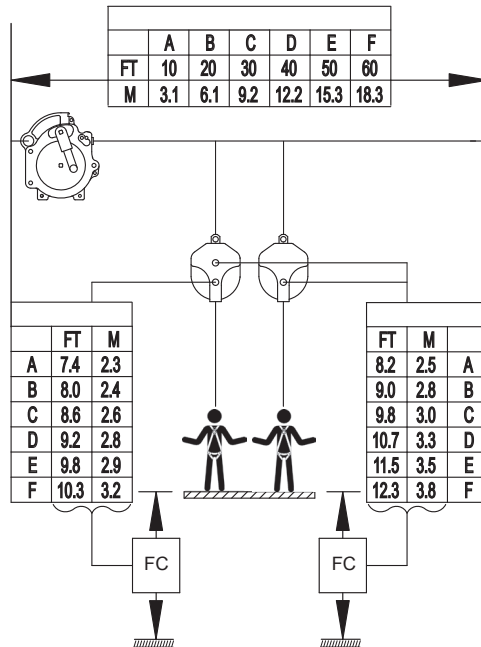 A B C D E F
FT 10 20 30 40 50 60
M 3.1 6.1 9.2 12.2 15.3 18.3
FT M
A 7.4 2.3
B 8.0 2.4
C 8.6 2.6
D 9.2 2.8
E 9.8 2.9
F 10.3 3.2
FT M
8.2 2.5 A
9.0 2.8 B
9.8 3.0 C
10.7 3.3 D
11.5 3.5 E
12.3 3.8 F
FC
FC